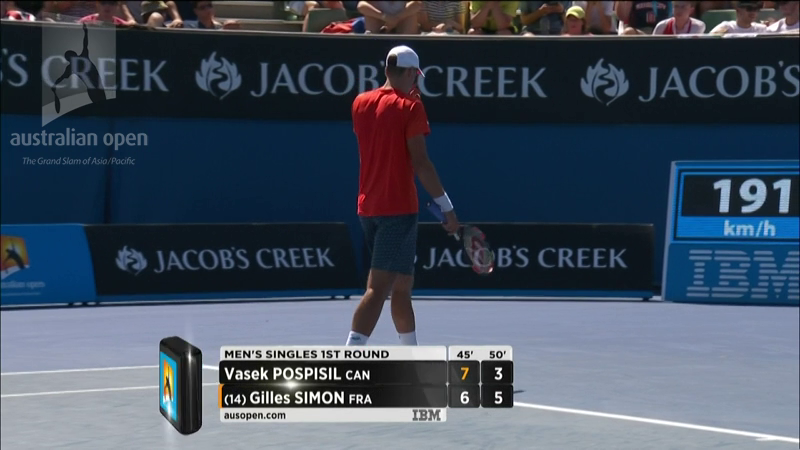 australian open
The Grand Slam of Asia/Pacific
JACOB'S CREEK JACOB'S CREEK JACOB'S
JACOB'S CREEK JACOB'S CREEK
191
km/h
IBM
MEN'S SINGLES 1ST ROUND 45' 50'
Vasek POSPISIL CAN 7 3
(14) Gilles SIMON FRA 6 5
ausopen.com IBM